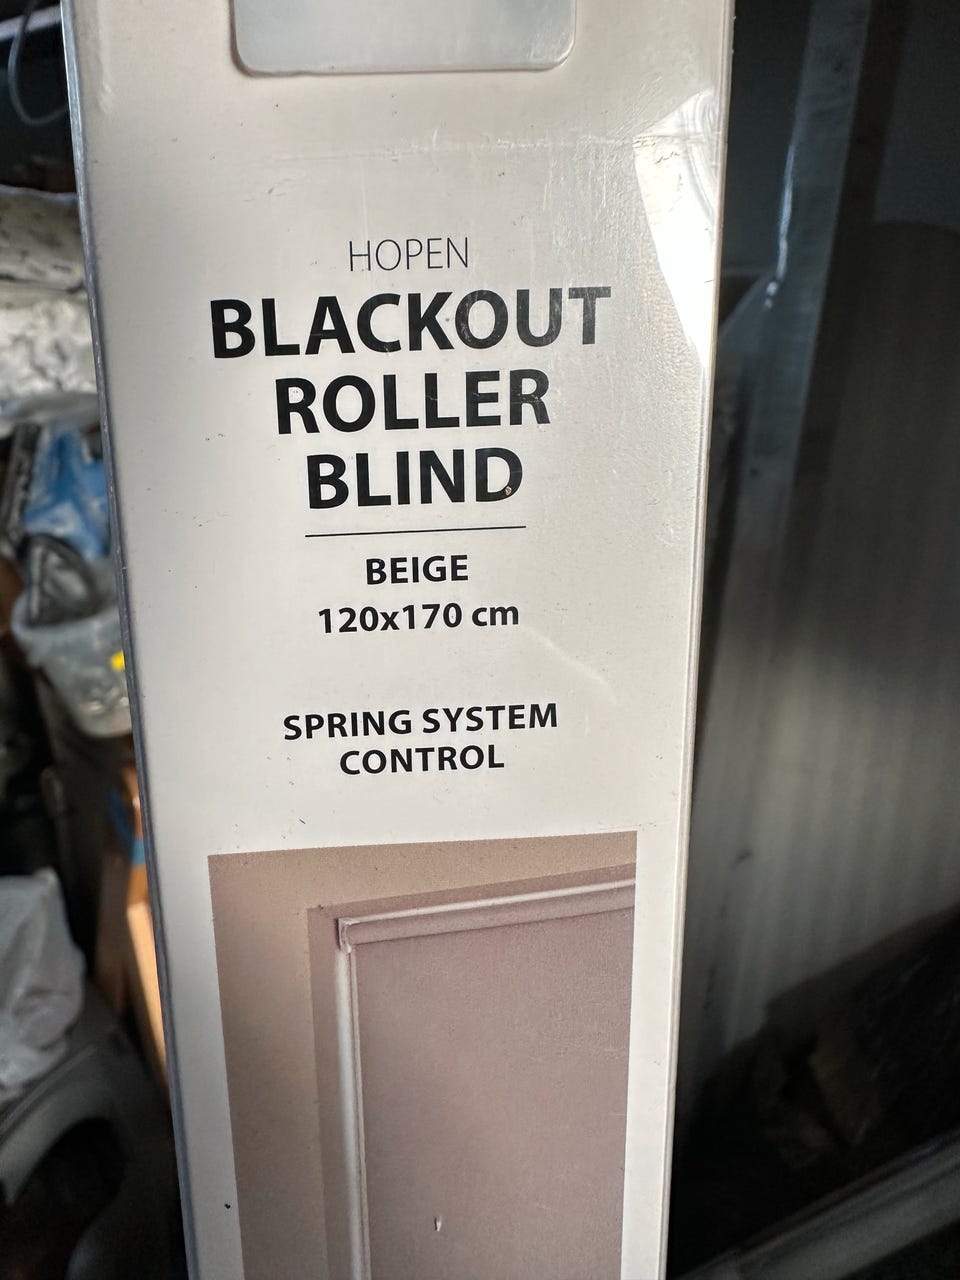 HOPEN
BLACKOUT
ROLLER
BLIND
BEIGE
120x170 cm
SPRING SYSTEM
CONTROL